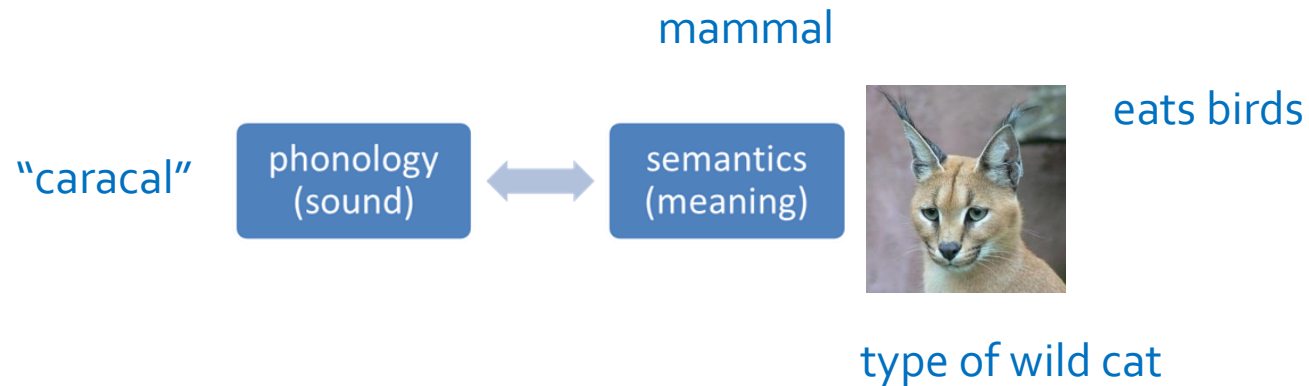 mammal
eats birds
“caracal”
phonology
(sound)
semantics
(meaning)
type of wild cat